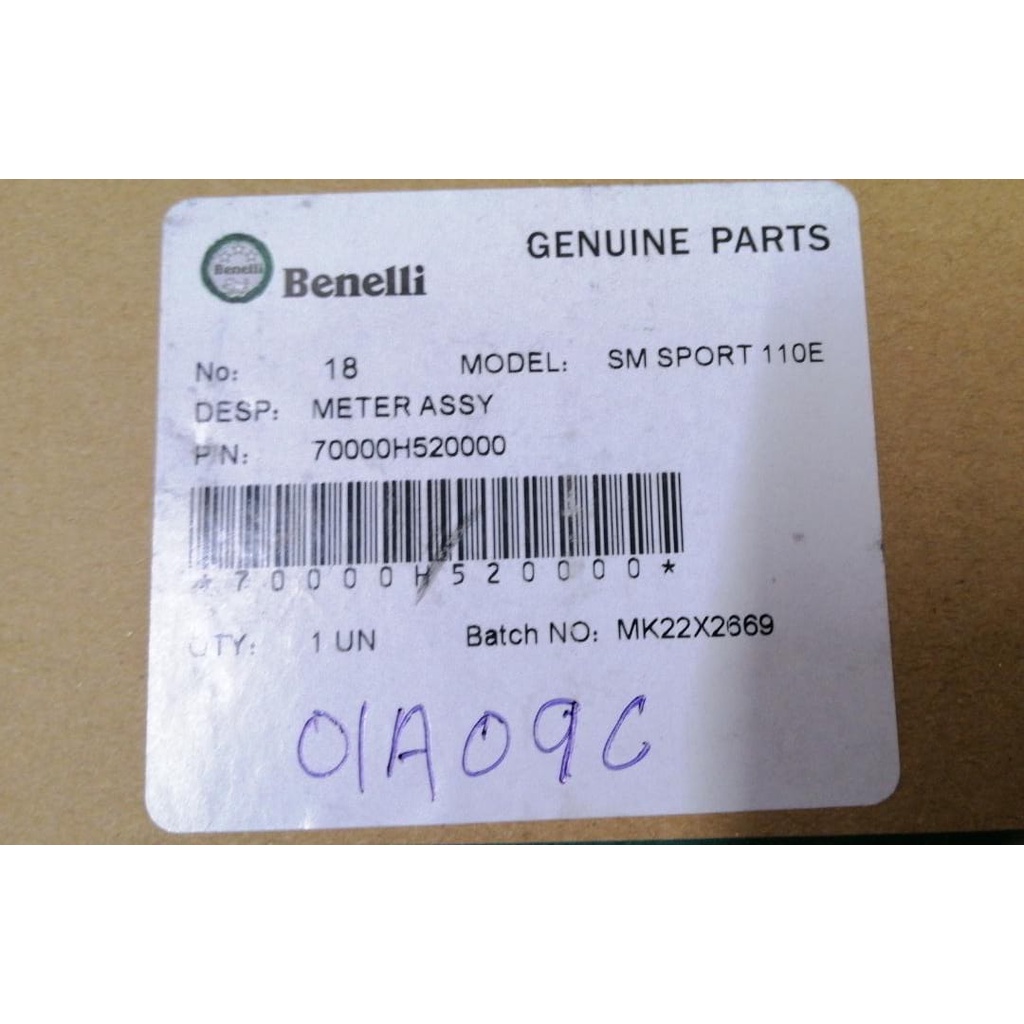 GENUINE PARTS
Benelli
Benelli
No: 18 MODEL: SM SPORT 110E
DESP: METER ASSY
P/N: 70000H520000
*70000H520000*
QTY: 1 UN Batch NO: MK22X2669
01A09C